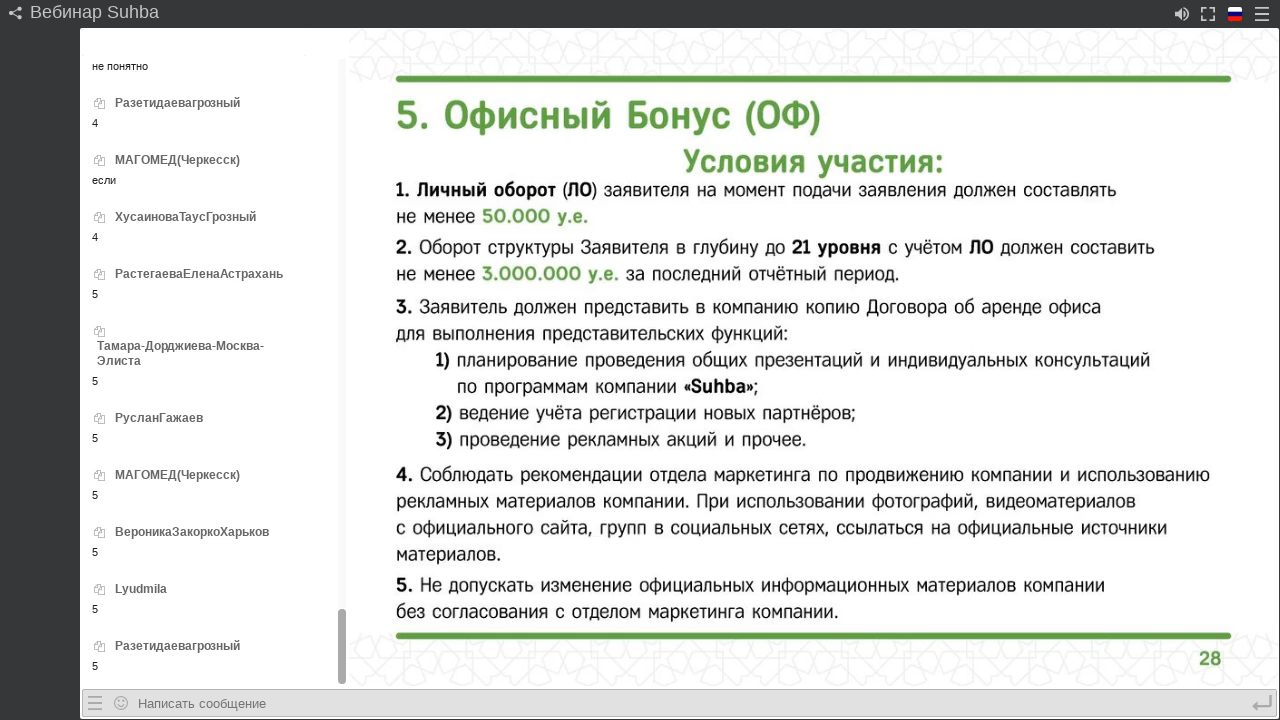 Вебинар Suhba
не понятно
Разетидаевагрозный
4
МАГОМЕД(Черкесск)
если
ХусаиноваТаусГрозный
4
РастегаеваЕленаАстрахань
5
Тамара-Дорджиева-Москва-
Элиста
5
РусланГажаев
5
МАГОМЕД(Черкесск)
5
ВероникаЗакоркоХарьков
5
Lyudmila
5
Разетидаевагрозный
5
Написать сообщение
5. Офисный Бонус (ОФ)
Условия участия:
1. Личный оборот (ЛО) заявителя на момент подачи заявления должен составлять
не менее 50.000 у.е.
2. Оборот структуры Заявителя в глубину до 21 уровня с учётом ЛО должен составить
не менее 3.000.000 у.е. за последний отчётный период.
3. Заявитель должен представить в компанию копию Договора об аренде офиса
для выполнения представительских функций:
1) планирование проведения общих презентаций и индивидуальных консультаций
по программам компании «Suhba»;
2) ведение учёта регистрации новых партнёров;
3) проведение рекламных акций и прочее.
4. Соблюдать рекомендации отдела маркетинга по продвижению компании и использованию
рекламных материалов компании. При использовании фотографий, видеоматериалов
с официального сайта, групп в социальных сетях, ссылаться на официальные источники
материалов.
5. Не допускать изменение официальных информационных материалов компании
без согласования с отделом маркетинга компании.
28